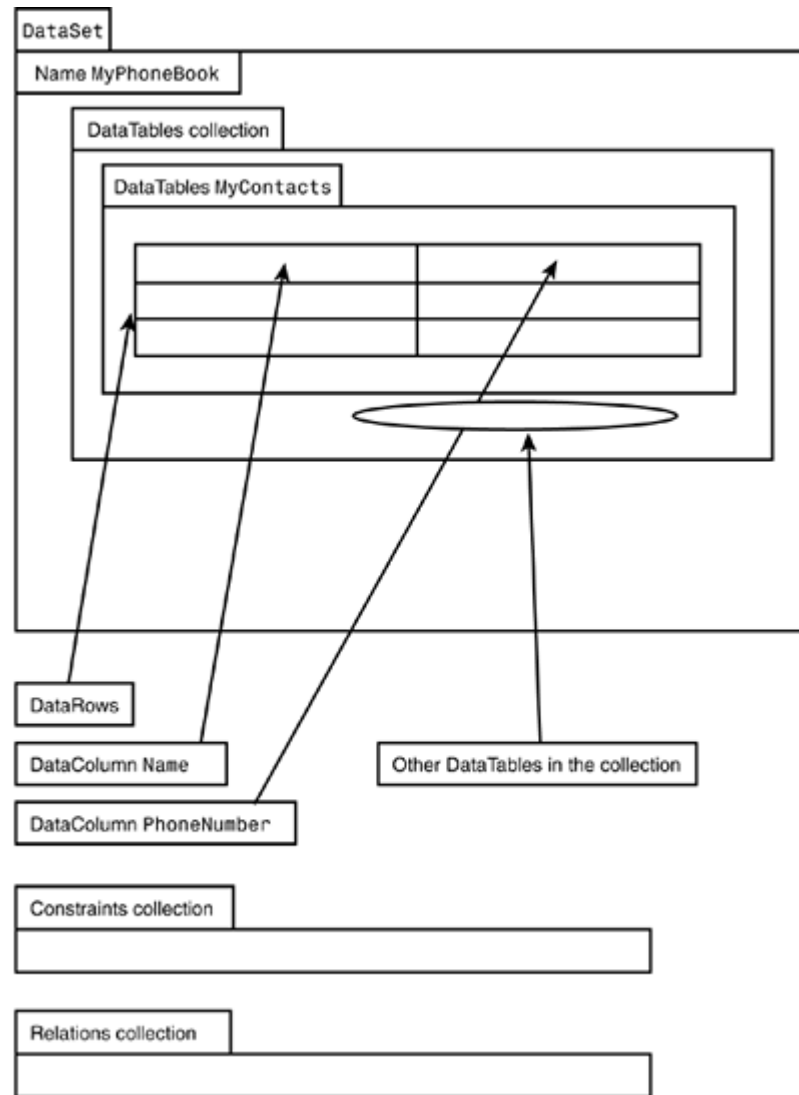 DataSet
Name MyPhoneBook
DataTables collection
DataTables MyContacts
DataRows
DataColumn Name
Other DataTables in the collection
DataColumn PhoneNumber
Constraints collection
Relations collection